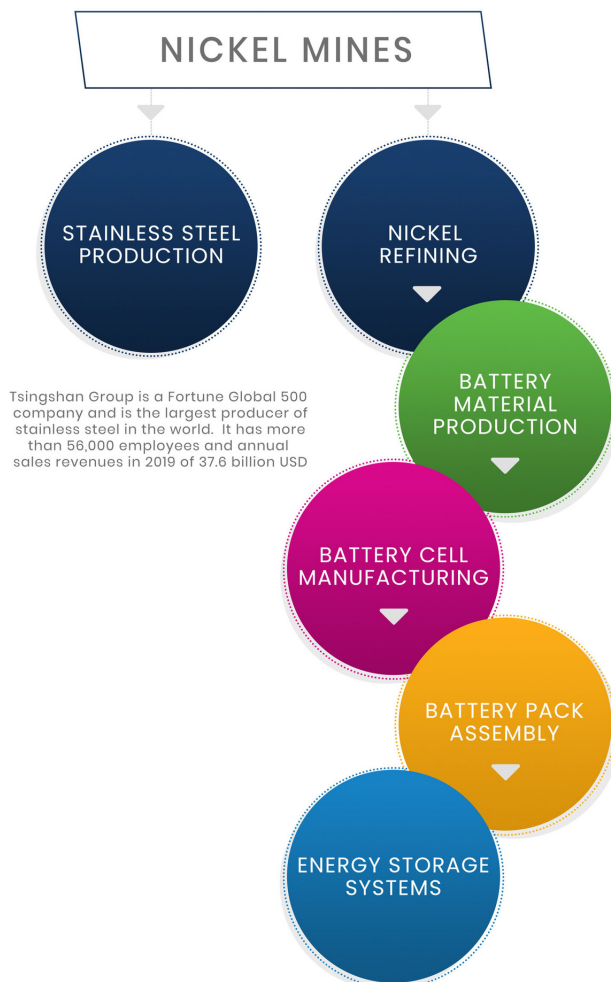 NICKEL MINES
STAINLESS STEEL
PRODUCTION
NICKEL
REFINING
Tsingshan Group is a Fortune Global 500
company and is the largest producer of
stainless steel in the world. It has more
than 56,000 employees and annual
sales revenues in 2019 of 37.6 billion USD
BATTERY
MATERIAL
PRODUCTION
BATTERY CELL
MANUFACTURING
BATTERY PACK
ASSEMBLY
ENERGY STORAGE
SYSTEMS